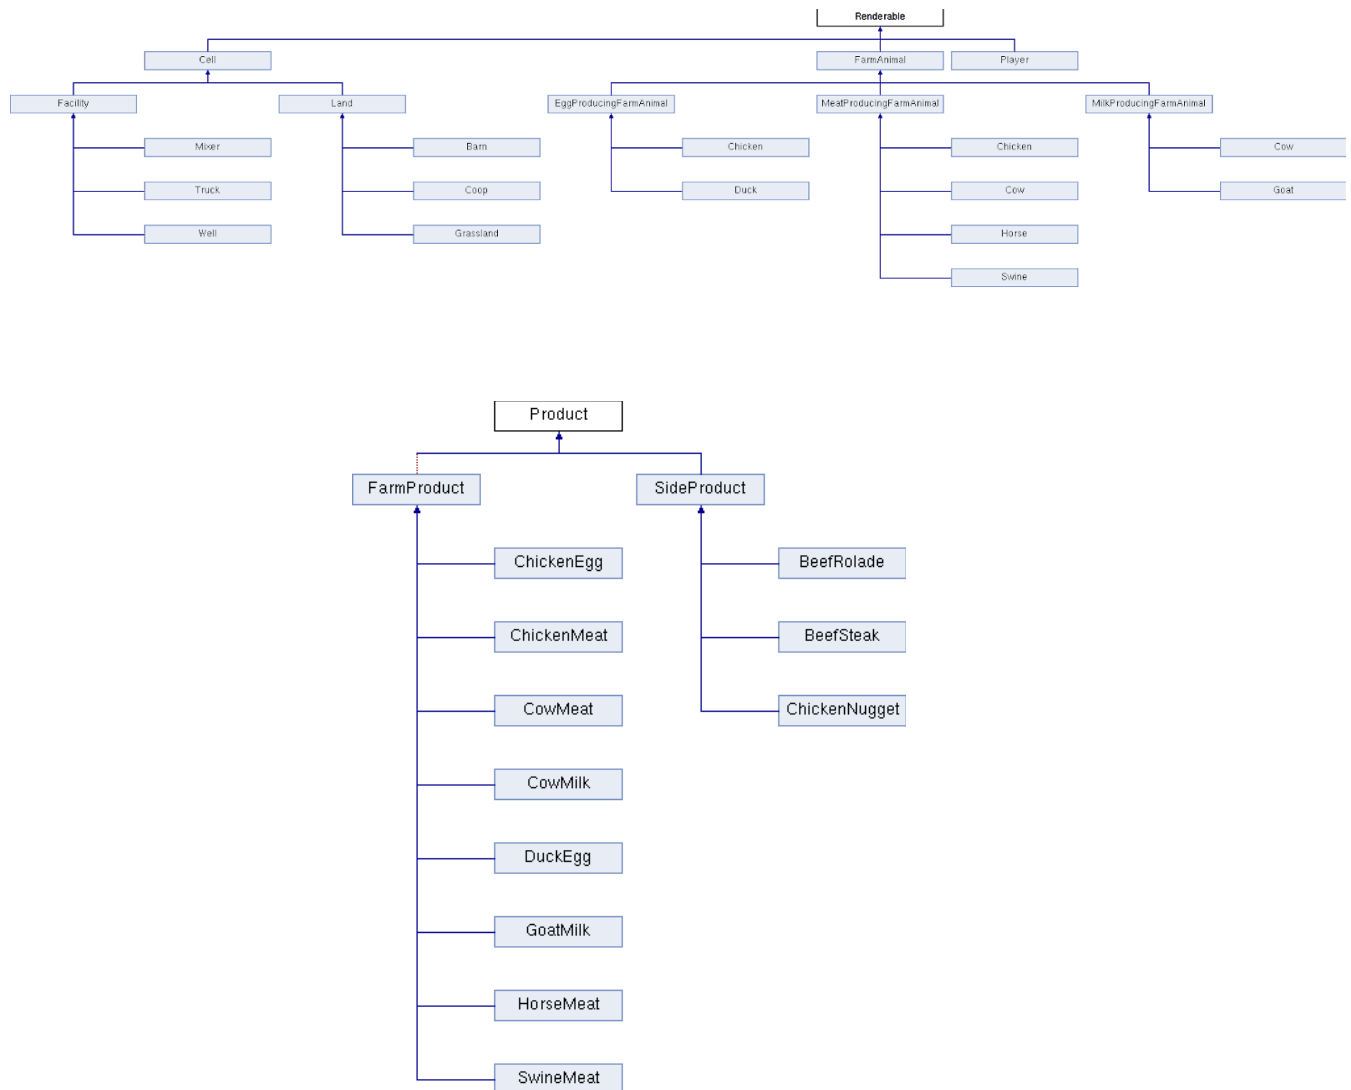 Renderable
Cell
FarmAnimal
Player
Facility
Land
EggProducingFarmAnimal
MeatProducingFarmAnimal
MilkProducingFarmAnimal
Mixer
Barn
Chicken
Chicken
Cow
Truck
Coop
Duck
Cow
Goat
Well
Grassland
Horse
Swine
Product
FarmProduct
SideProduct
ChickenEgg
BeefRolade
ChickenMeat
BeefSteak
CowMeat
ChickenNugget
CowMilk
DuckEgg
GoatMilk
HorseMeat
SwineMeat